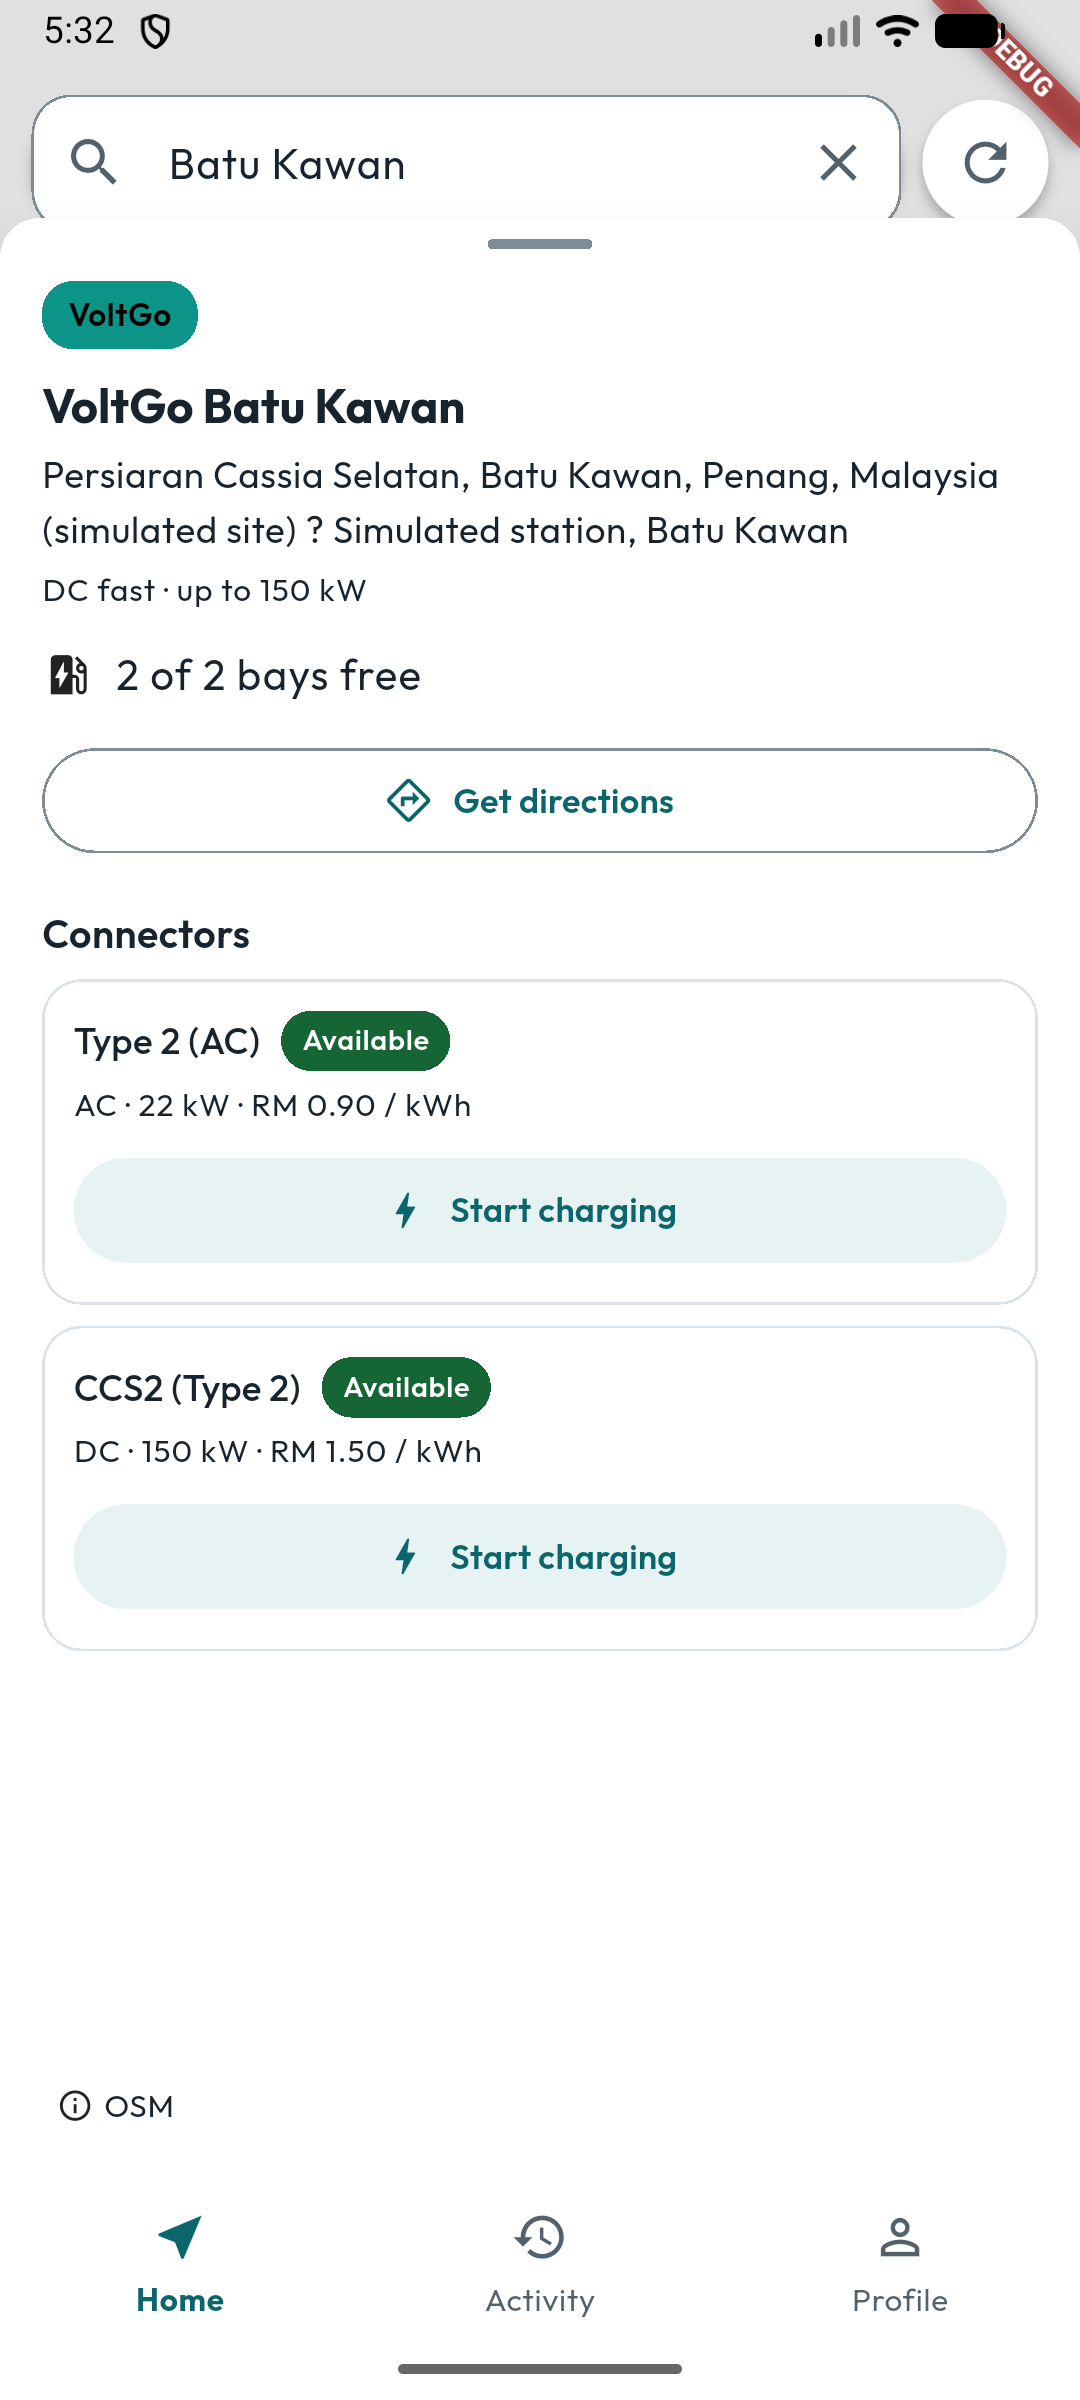 5:32
EBUG
Batu Kawan
VoltGo
VoltGo Batu Kawan
Persiaran Cassia Selatan, Batu Kawan, Penang, Malaysia
(simulated site) ? Simulated station, Batu Kawan
DC fast · up to 150 kW
2 of 2 bays free
Get directions
Connectors
Type 2 (AC) Available
AC · 22 kW · RM 0.90 / kWh
Start charging
CCS2 (Type 2) Available
DC · 150 kW · RM 1.50 / kWh
Start charging
OSM
Home Activity Profile